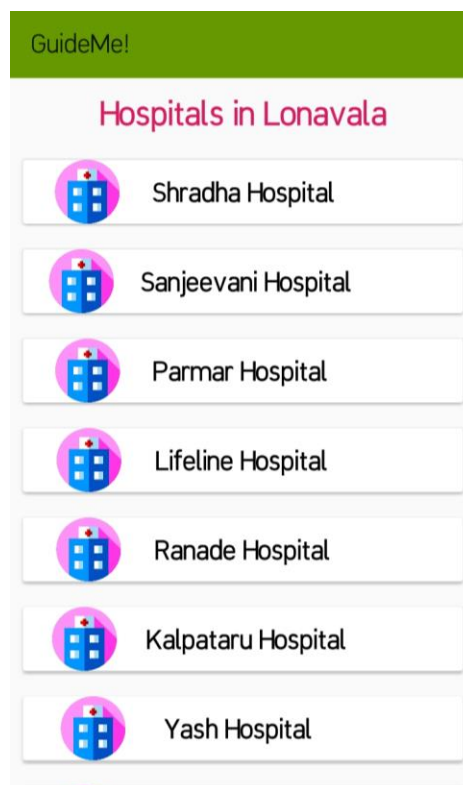 GuideMe!
Hospitals in Lonavala
Shradha Hospital
Sanjeevani Hospital
Parmar Hospital
Lifeline Hospital
Ranade Hospital
Kalpataru Hospital
Yash Hospital